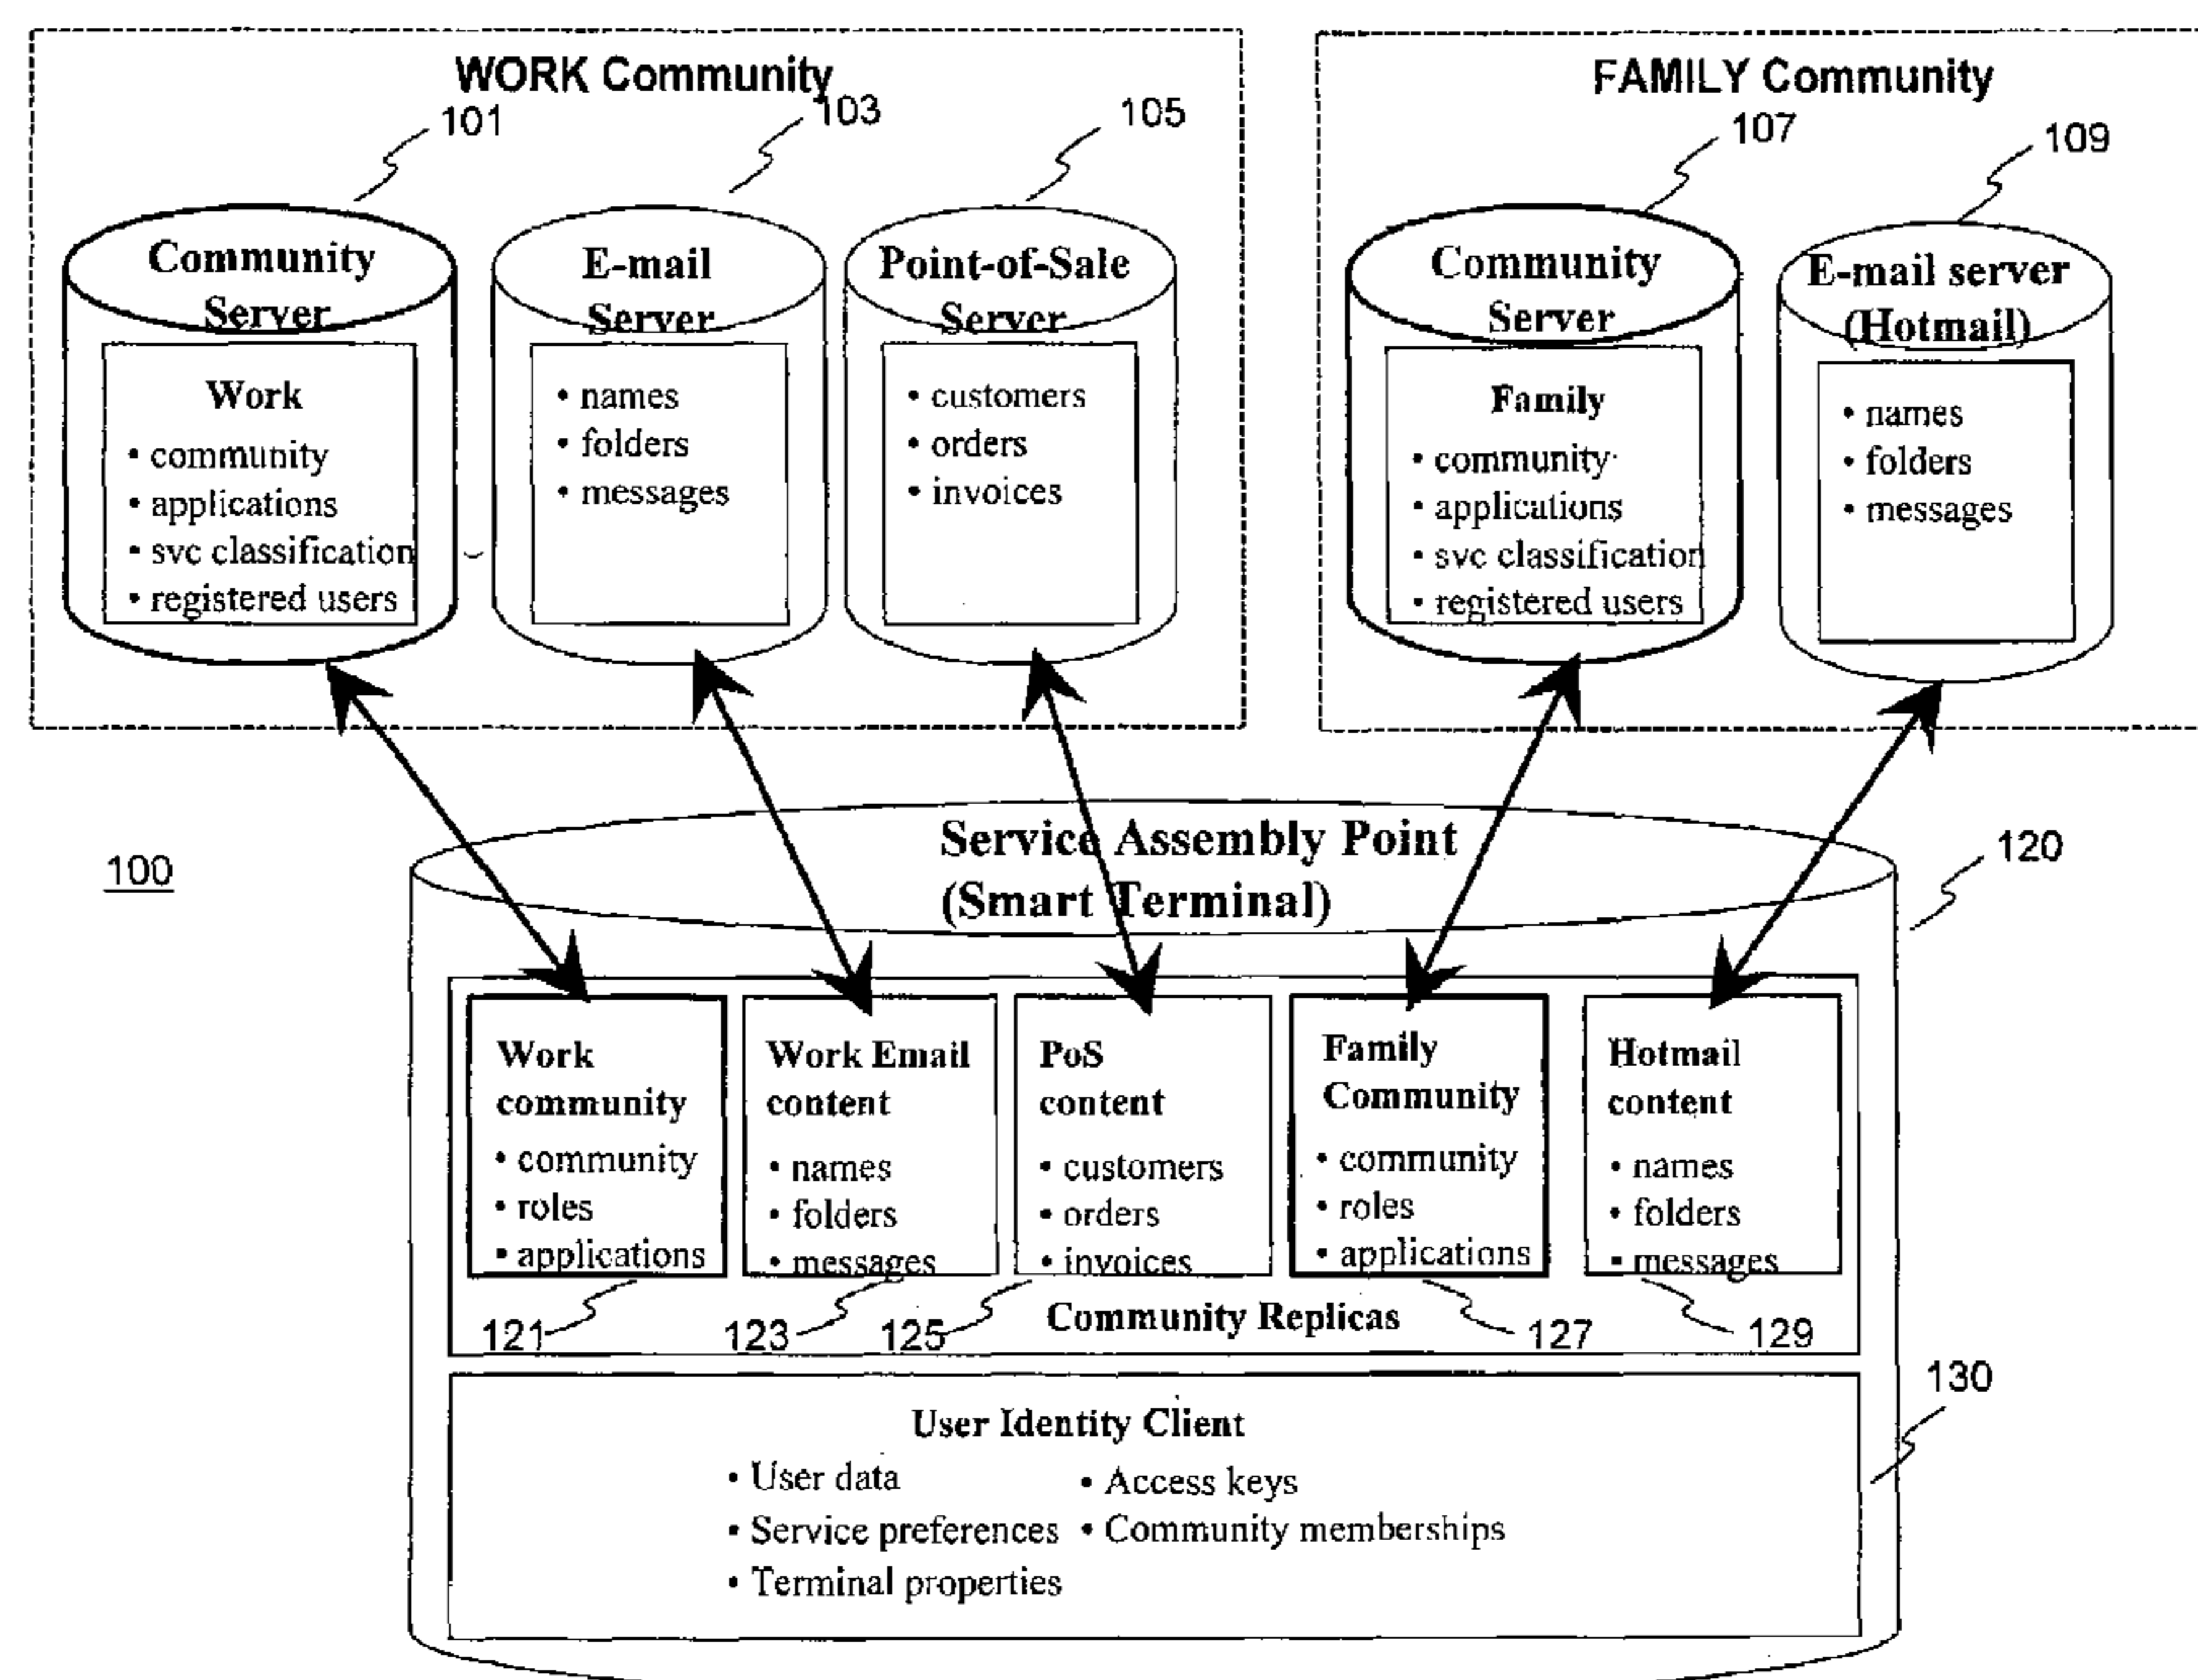 WORK Community
101
103
105
Community
Server
Work
• community
• applications
• svc classification
• registered users
E-mail
Server
• names
• folders
• messages
Point-of-Sale
Server
• customers
• orders
• invoices
FAMILY Community
107
109
Community
Server
Family
• community
• applications
• svc classification
• registered users
E-mail server
(Hotmail)
• names
• folders
• messages
100
Service Assembly Point
(Smart Terminal)
120
Work
community
• community
• roles
• applications
121
Work Email
content
• names
• folders
• messages
123
PoS
content
• customers
• orders
• invoices
125
Family
Community
• community
• roles
• applications
127
Hotmail
content
• names
• folders
• messages
129
Community Replicas
130
User Identity Client
• User data
• Service preferences
• Terminal properties
• Access keys
• Community memberships